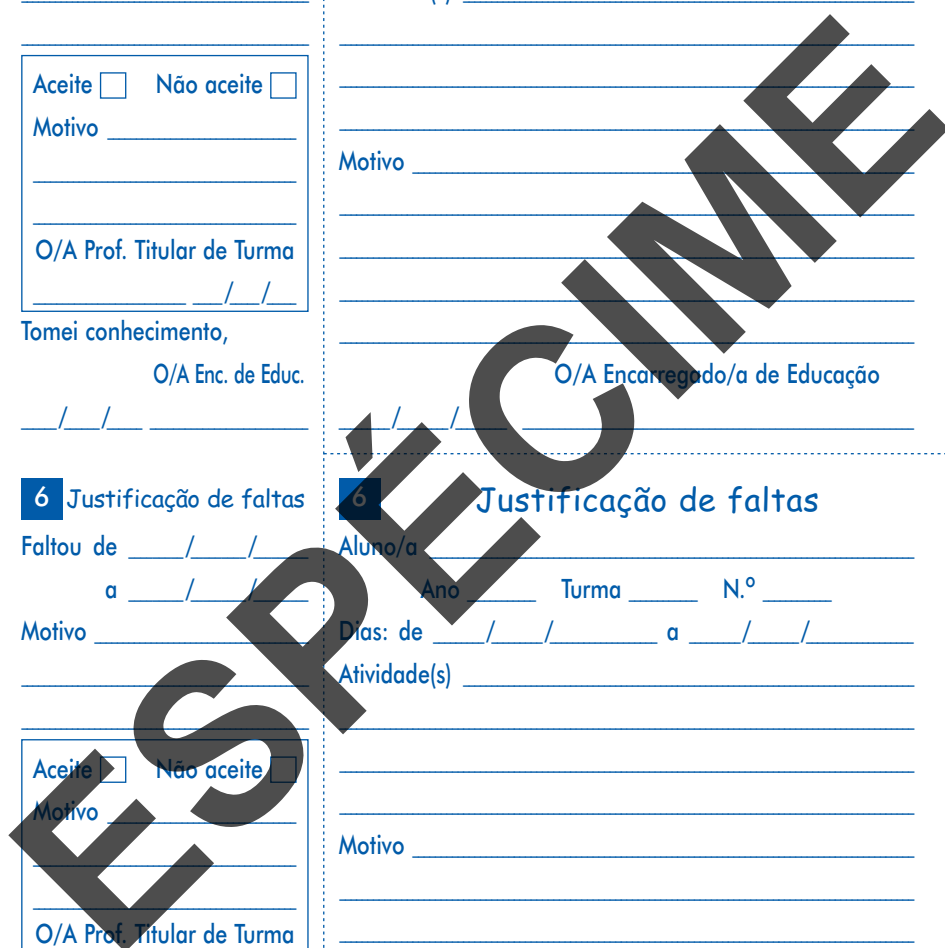 Aceite Não aceite
Motivo
O/A Prof. Titular de Turma
/ /
Tomei conhecimento,
O/A Enc. de Educ.
/ /
Motivo
O/A Encarregado/a de Educação
/ /
6 Justificação de faltas
Faltou de / /
a / /
Motivo
Aceite Não aceite
Motivo
O/A Prof. Titular de Turma
6 Justificação de faltas
Aluno/a
Ano Turma N.º
Dias: de / / a / /
Atividade(s)
Motivo
ESPÉCIME